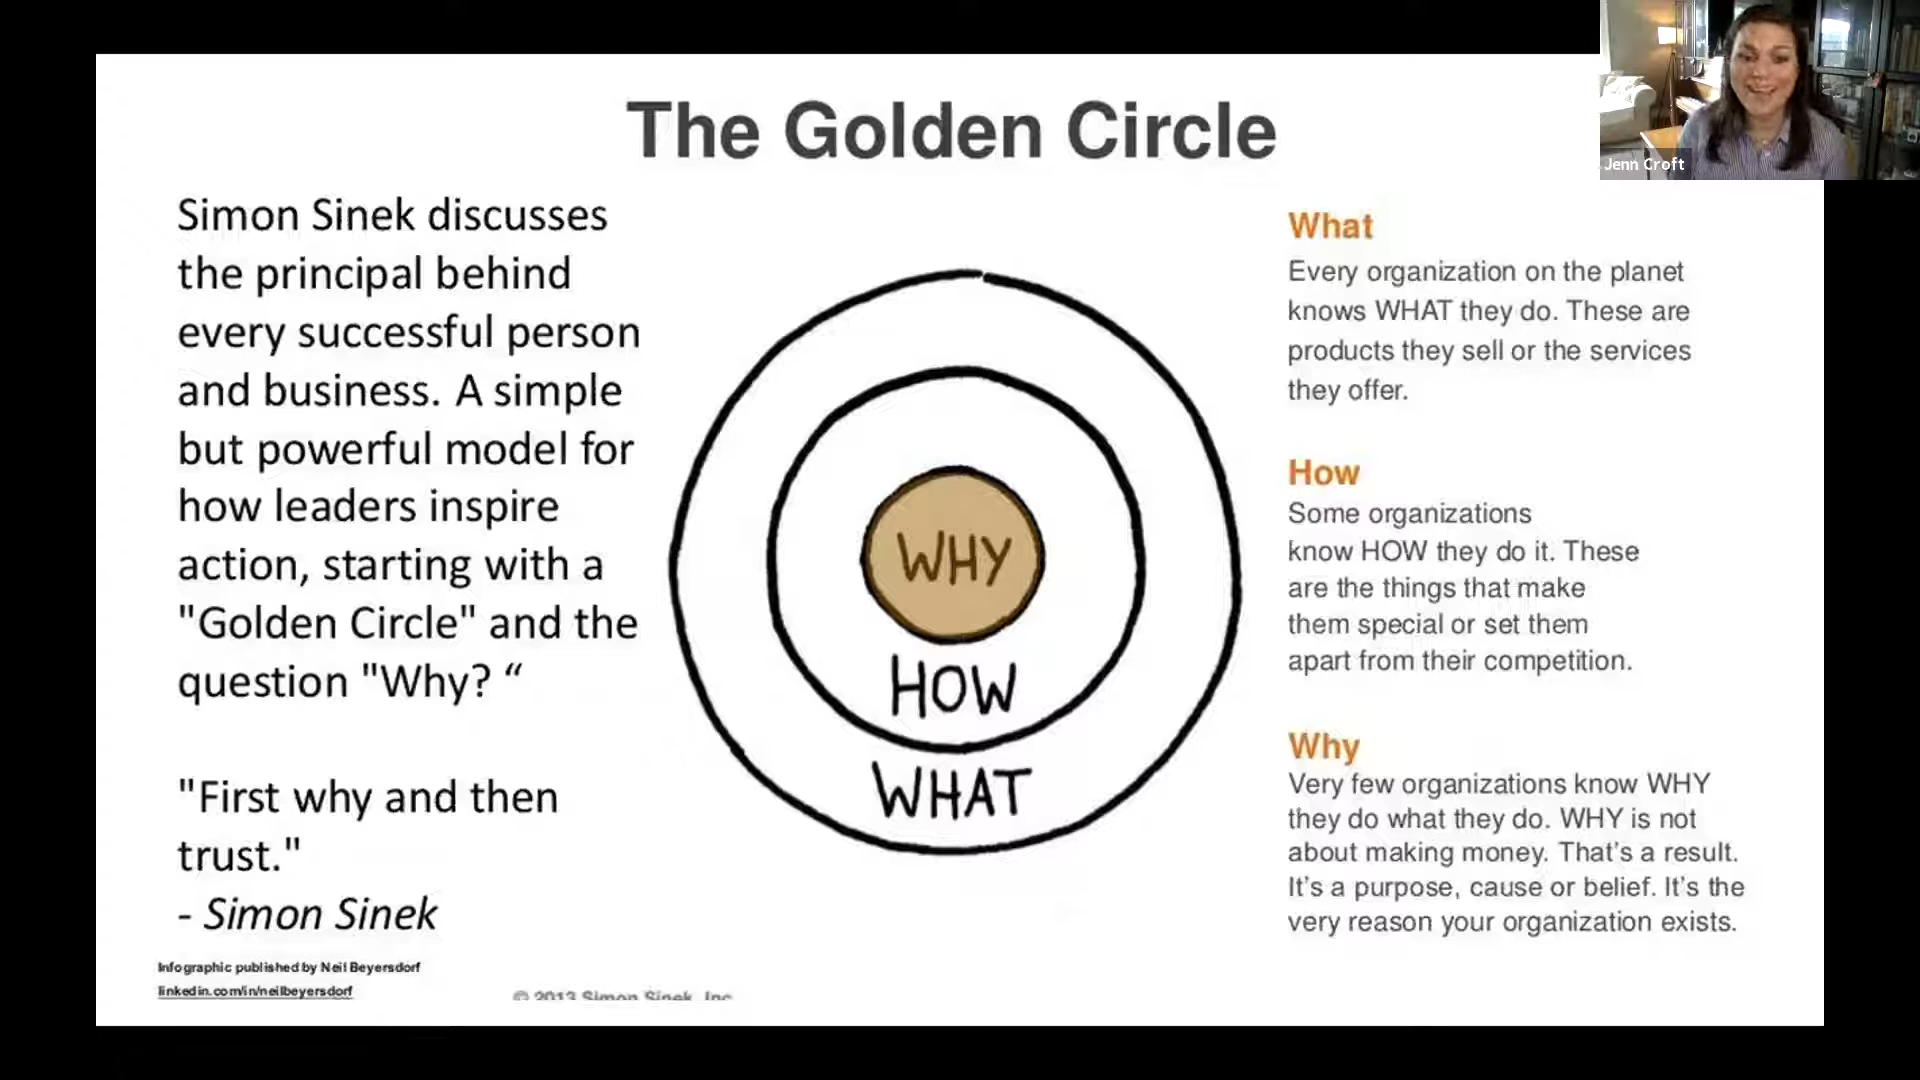 The Golden Circle
Jenn Croft
Simon Sinek discusses
the principal behind
every successful person
and business. A simple
but powerful model for
how leaders inspire
action, starting with a
"Golden Circle" and the
question "Why? “
"First why and then
trust."
- Simon Sinek
Infographic published by Neil Beyersdorf
linkedin.com/in/neilbeyersdorf
© 2013 Simon Sinek, Inc
WHY
HOW
WHAT
What
Every organization on the planet
knows WHAT they do. These are
products they sell or the services
they offer.
How
Some organizations
know HOW they do it. These
are the things that make
them special or set them
apart from their competition.
Why
Very few organizations know WHY
they do what they do. WHY is not
about making money. That’s a result.
It’s a purpose, cause or belief. It’s the
very reason your organization exists.